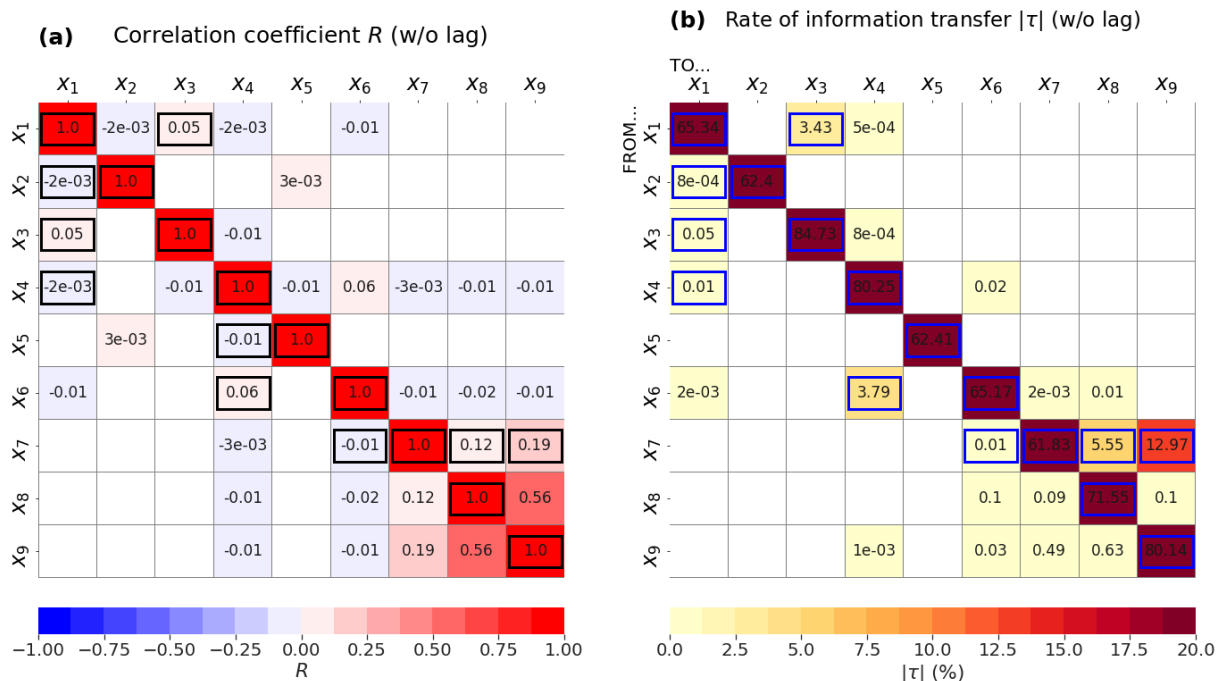 (a) Correlation coefficient R (w/o lag)
x1 x2 x3 x4 x5 x6 x7 x8 x9
x1 1.0 -2e-03 0.05 -2e-03 -0.01
x2 -2e-03 1.0 3e-03
x3 0.05 1.0 -0.01
x4 -2e-03 -0.01 1.0 -0.01 0.06 -3e-03 -0.01 -0.01
x5 3e-03 -0.01 1.0
x6 -0.01 0.06 1.0 -0.01 -0.02 -0.01
x7 -3e-03 -0.01 1.0 0.12 0.19
x8 -0.01 -0.02 0.12 1.0 0.56
x9 -0.01 -0.01 0.19 0.56 1.0
−1.00 −0.75 −0.50 −0.25 0.00 0.25 0.50 0.75 1.00
R
(b) Rate of information transfer |τ| (w/o lag)
TO...
x1 x2 x3 x4 x5 x6 x7 x8 x9
FROM...
x1 65.34 3.43 5e-04
x2 8e-04 62.4
x3 0.05 84.73 8e-04
x4 0.01 80.25 0.02
x5 62.41
x6 2e-03 3.79 65.17 2e-03 0.01
x7 0.01 61.83 5.55 12.97
x8 0.1 0.09 71.55 0.1
x9 1e-03 0.03 0.49 0.63 80.14
0.0 2.5 5.0 7.5 10.0 12.5 15.0 17.5 20.0
|τ| (%)